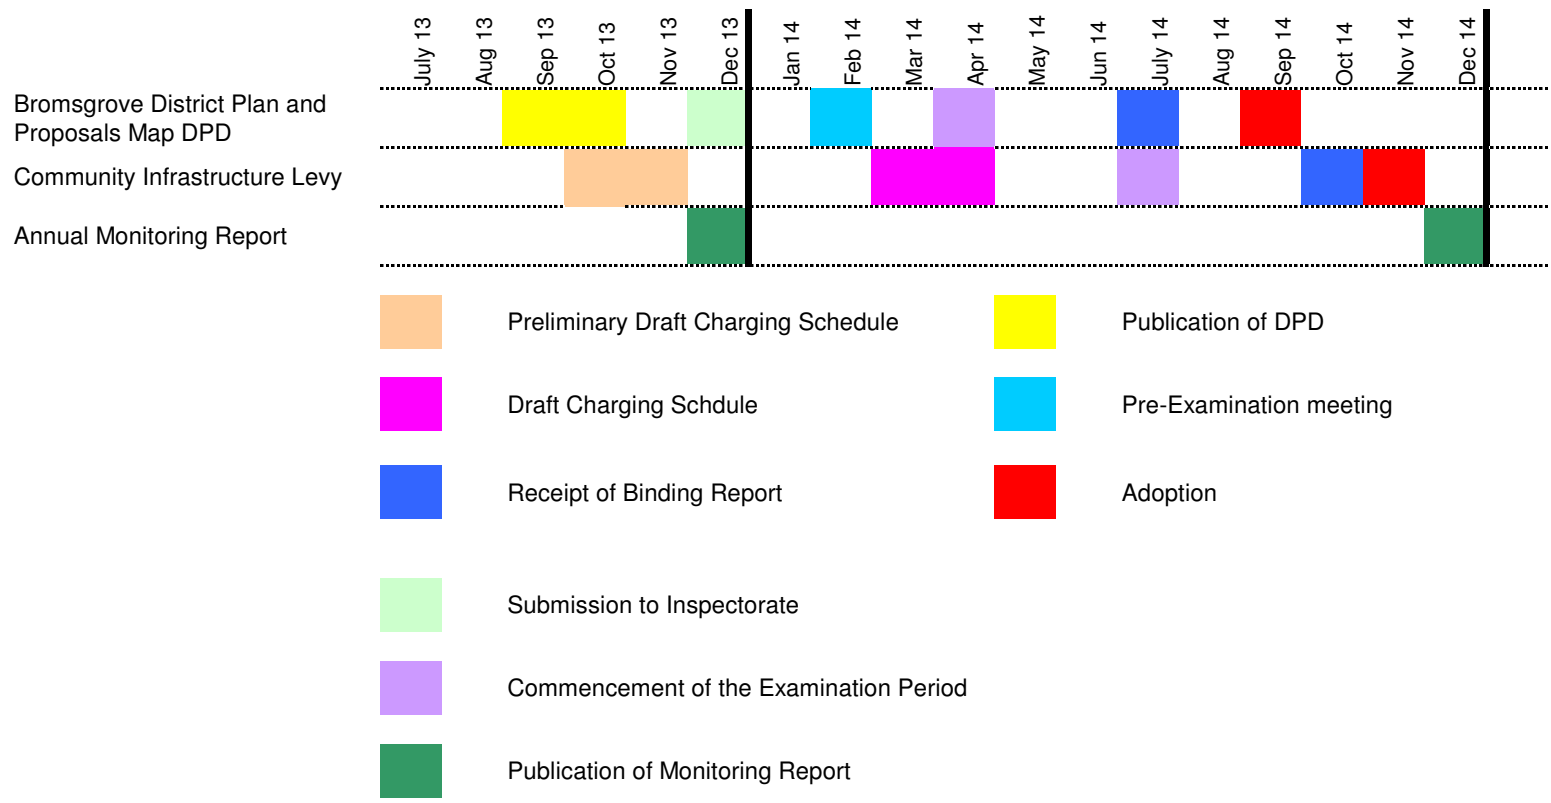 July 13
Aug 13
Sep 13
Oct 13
Nov 13
Dec 13
Jan 14
Feb 14
Mar 14
Apr 14
May 14
Jun 14
July 14
Aug 14
Sep 14
Oct 14
Nov 14
Dec 14
Bromsgrove District Plan and
Proposals Map DPD
Community Infrastructure Levy
Annual Monitoring Report
Preliminary Draft Charging Schedule
Publication of DPD
Draft Charging Schdule
Pre-Examination meeting
Receipt of Binding Report
Adoption
Submission to Inspectorate
Commencement of the Examination Period
Publication of Monitoring Report